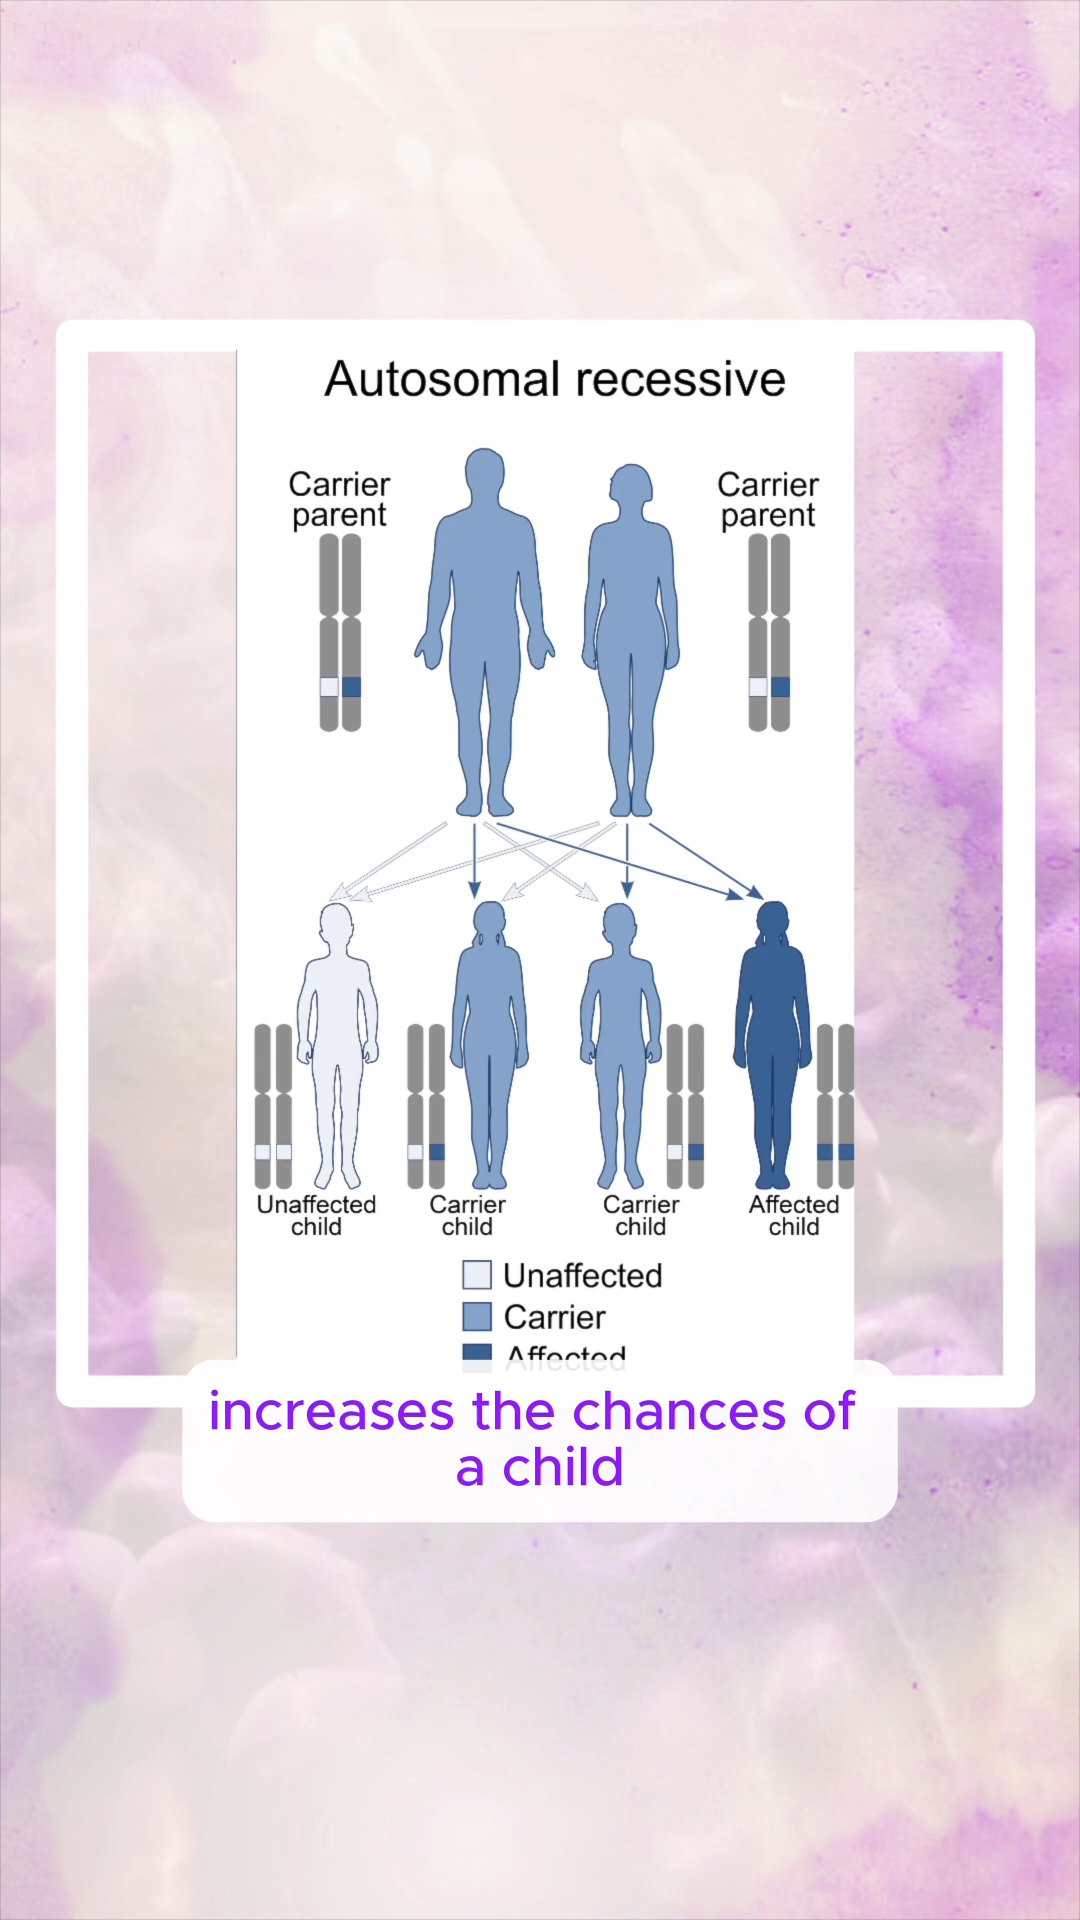 Autosomal recessive
Carrier
parent
Carrier
parent
Unaffected
child
Carrier
child
Carrier
child
Affected
child
Unaffected
Carrier
Affected
increases the chances of
a child